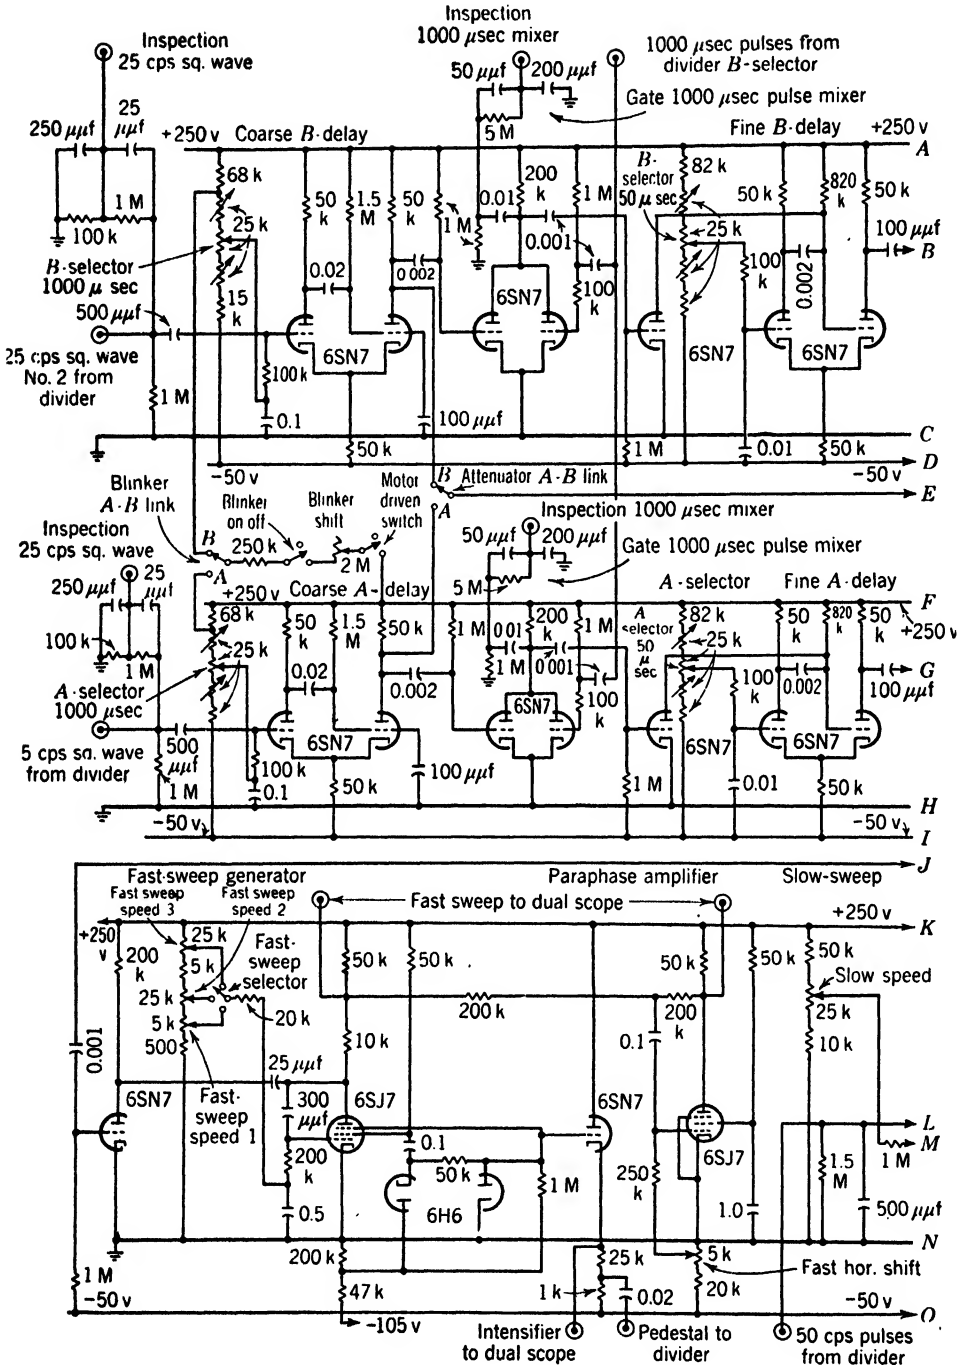 Inspection
25 cps sq. wave
Inspection
1000 μsec mixer
1000 μsec pulses from
divider B-selector
50 μμf
200 μμf
Gate 1000 μsec pulse mixer
5 M
250 μμf
25
μμf
+250 v
Coarse B-delay
Fine B-delay
+250 v
A
68 k
50
k
1.5
M
50
k
1 M
0.01
200
k
1 M
0.001
B-
selector
50 μsec
82 k
25 k
50 k
820
k
50 k
100 μμf
B
1 M
100 k
25 k
B-selector
1000 μ sec
15
k
0.02
0.002
6SN7
100
k
100
k
0.002
500 μμf
6SN7
6SN7
6SN7
25 cps sq. wave
No. 2 from
divider
1 M
100k
0.1
100 μμf
C
50 k
1 M
0.01
50 k
-50 v
-50 v
D
Blinker
A-B link
Blinker
on off
Blinker
shift
Motor
driven
switch
B
Attenuator A-B link
A
E
Inspection
25 cps sq. wave
B
A
250 k
2 M
Inspection 1000 μsec mixer
50 μμf
200 μμf
Gate 1000 μsec pulse mixer
5 M
250 μμf
25
μμf
+250 v
Coarse A-delay
A-selector
Fine A-delay
F
+250 v
68 k
50
k
1.5
M
50 k
1 M
01
200
k
1 M
A
selector
50
μ
sec
82 k
25 k
50
k
820
k
50
k
100 k
1 M
25 k
1 M
0.001
G
100 μμf
A-selector
1000 μsec
0.02
0.002
6SN7
100
k
100
k
0.002
5 cps sq. wave
from divider
500
μμf
1 M
6SN7
6SN7
6SN7
100 k
0.1
100 μμf
50 k
1 M
0.01
50 k
H
-50 v
-50 v
I
J
Fast-sweep generator
Fast sweep
speed 3
Fast sweep
speed 2
Paraphase amplifier
Slow-sweep
Fast sweep to dual scope
+250 v
K
+250
v
200
k
25 k
5 k
25 k
5 k
500
Fast-
sweep
selector
20 k
50 k
50 k
50 k
50 k
50 k
Slow speed
25 k
10 k
200 k
200
k
10 k
0.1
0.001
25 μμf
6SN7
Fast-
sweep
speed 1
300
μμf
6SJ7
6SN7
6SJ7
L
M
1 M
200
k
0.1
50 k
6H6
1 M
250
k
0.5
1.0
1.5
M
500 μμf
N
1 M
200 k
25 k
5 k
Fast hor. shift
-50 v
47 k
1 k
0.02
20 k
-50 v
O
-105 v
Intensifier
to dual scope
Pedestal to
divider
50 cps pulses
from divider